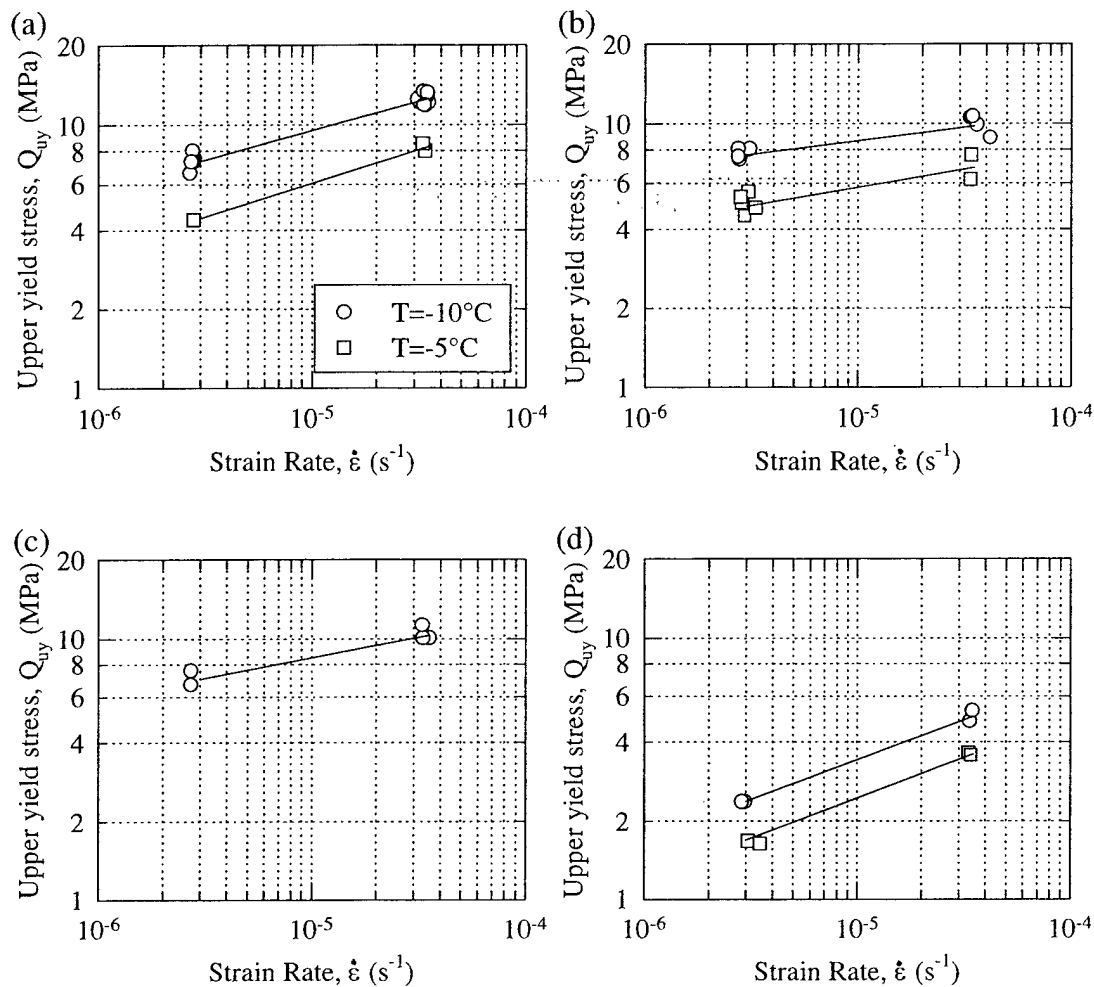 (a)
20
10
8
6
4
2
1
Upper yield stress, Q_uy (MPa)
T=-10°C
T=-5°C
10^-6
10^-5
10^-4
Strain Rate, ε̇ (s^-1)
(b)
20
10
8
6
4
2
1
Upper yield stress, Q_uy (MPa)
10^-6
10^-5
10^-4
Strain Rate, ε̇ (s^-1)
(c)
20
10
8
6
4
2
1
Upper yield stress, Q_uy (MPa)
10^-6
10^-5
10^-4
Strain Rate, ε̇ (s^-1)
(d)
20
10
8
6
4
2
1
Upper yield stress, Q_uy (MPa)
10^-6
10^-5
10^-4
Strain Rate, ε̇ (s^-1)